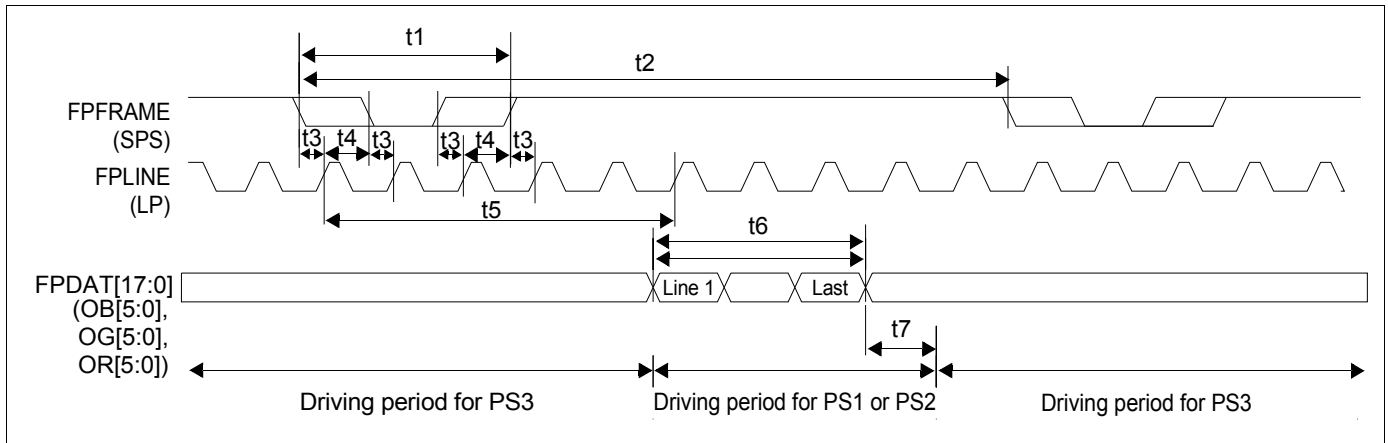 t1
t2
FPFRAME
(SPS)
t3 t4 t3 t3 t4 t3
FPLINE
(LP)
t5
t6
FPDAT[17:0]
(OB[5:0],
OG[5:0],
OR[5:0])
Line 1 Last
t7
Driving period for PS3 Driving period for PS1 or PS2 Driving period for PS3